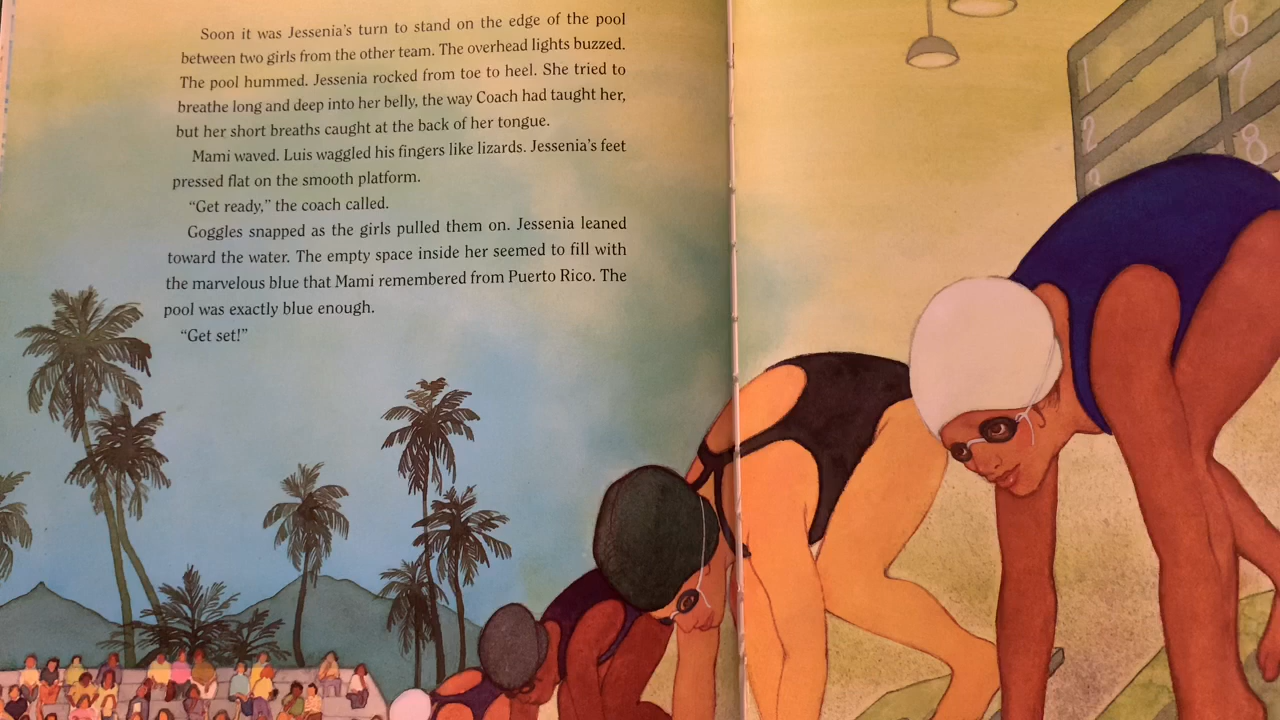 Soon it was Jessenia's turn to stand on the edge of the pool
between two girls from the other team. The overhead lights buzzed.
The pool hummed. Jessenia rocked from toe to heel. She tried to
breathe long and deep into her belly, the way Coach had taught her,
but her short breaths caught at the back of her tongue.
Mami waved. Luis waggled his fingers like lizards. Jessenia's feet
pressed flat on the smooth platform.
“Get ready,” the coach called.
Goggles snapped as the girls pulled them on. Jessenia leaned
toward the water. The empty space inside her seemed to fill with
the marvelous blue that Mami remembered from Puerto Rico. The
pool was exactly blue enough.
“Get set!”
6
1
7
2
8
3